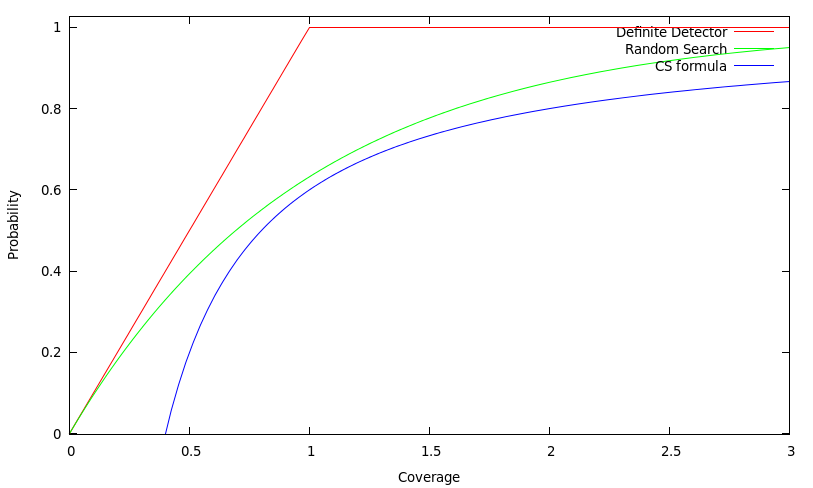 1
0.8
0.6
0.4
0.2
0
Probability
Definite Detector
Random Search
CS formula
0 0.5 1 1.5 2 2.5 3
Coverage